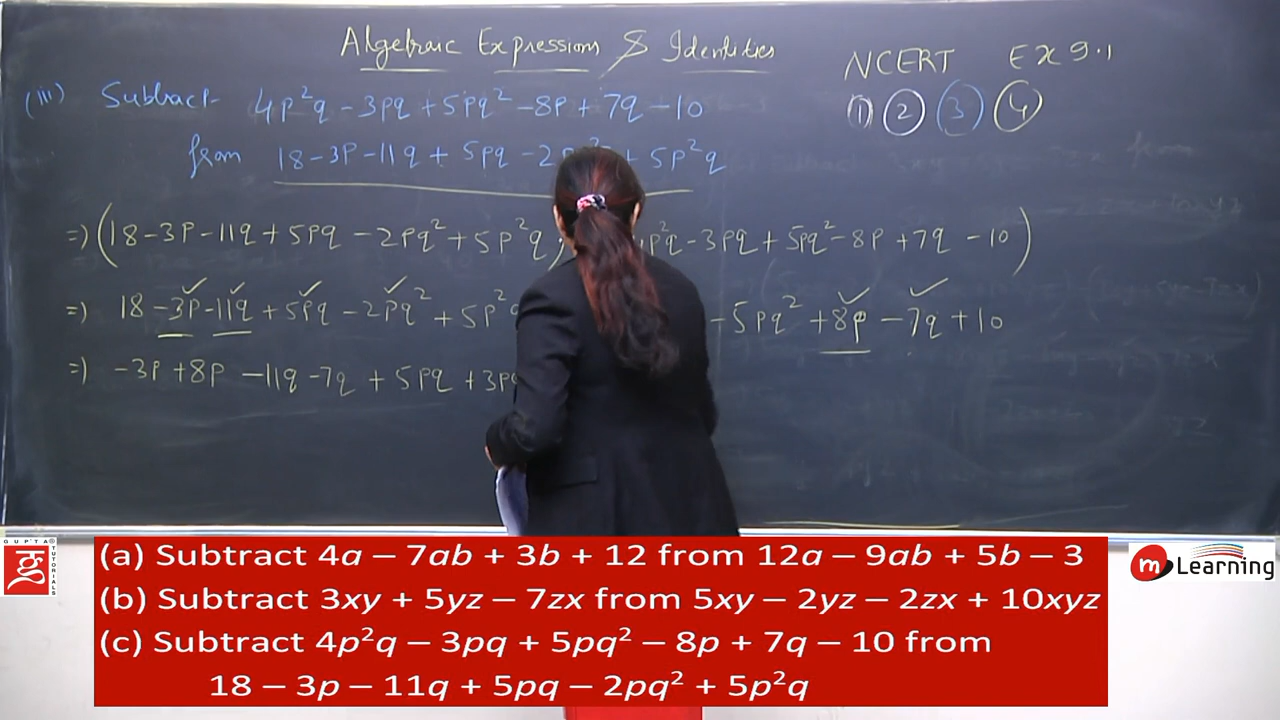 Algebraic Expressions & Identities
NCERT Ex 9.1
① ② ③ ④
(iii) Subtract 4p²q - 3pq + 5pq² - 8p + 7q - 10
from 18 - 3p - 11q + 5pq - 2p + 5p²q
=) (18 - 3p - 11q + 5pq - 2pq² + 5p²q) p²q - 3pq + 5pq² - 8p + 7q - 10)
=) 18 - 3p - 11q + 5pq - 2pq² + 5p²q - 5pq² + 8p - 7q + 10
=) -3p + 8p - 11q - 7q + 5pq + 3pq
(a) Subtract 4a − 7ab + 3b + 12 from 12a − 9ab + 5b − 3
(b) Subtract 3xy + 5yz − 7zx from 5xy − 2yz − 2zx + 10xyz
(c) Subtract 4p²q − 3pq + 5pq² − 8p + 7q − 10 from
18 − 3p − 11q + 5pq − 2pq² + 5p²q
GUPTA® TUTORIALS
m Learning